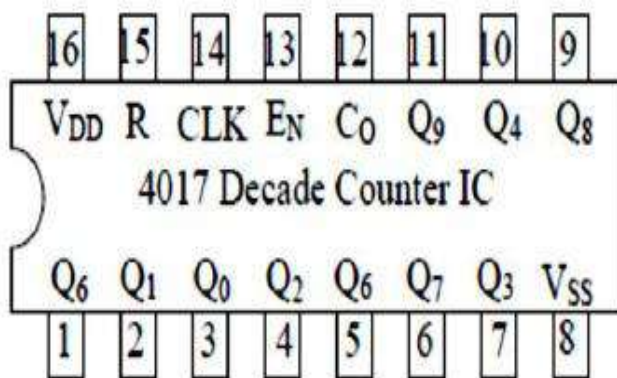 16 15 14 13 12 11 10 9
VDD R CLK EN CO Q9 Q4 Q8
4017 Decade Counter IC
Q6 Q1 Q0 Q2 Q6 Q7 Q3 VSS
1 2 3 4 5 6 7 8